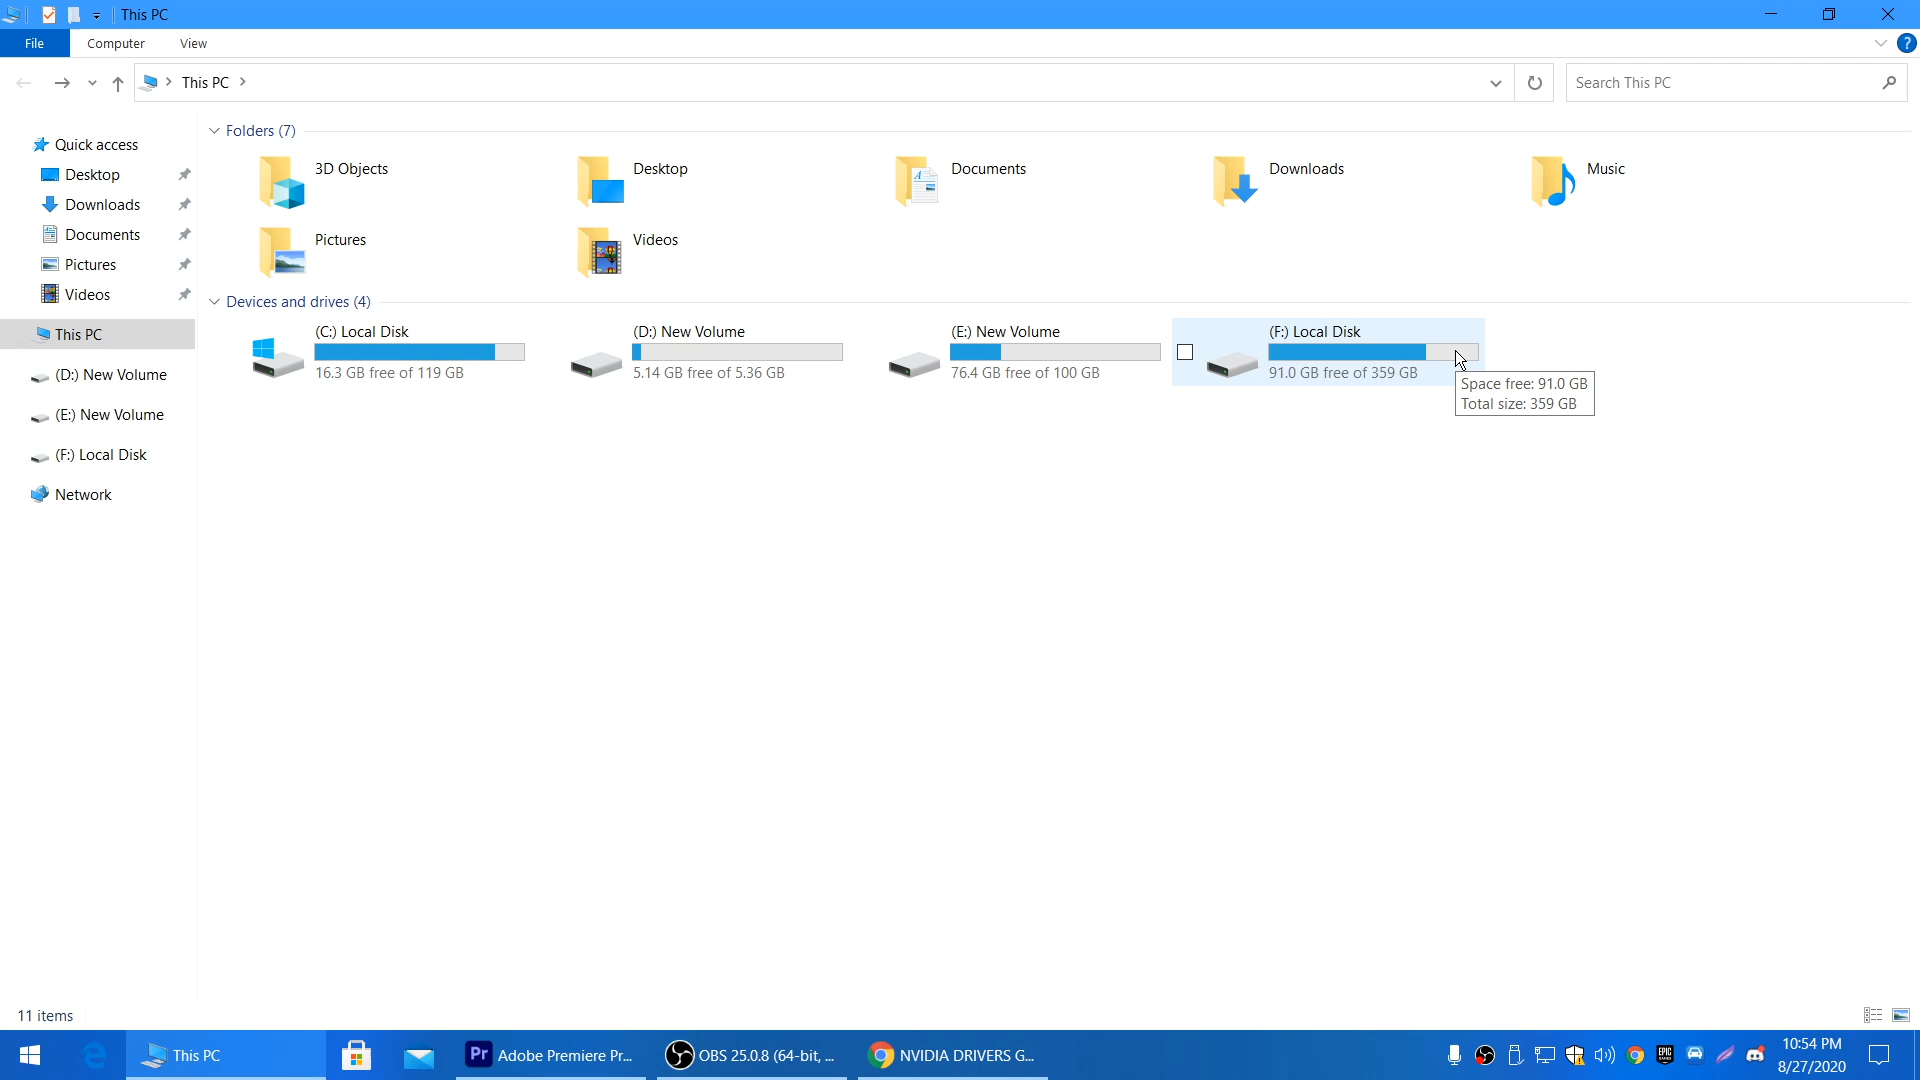 This PC
File Computer View
This PC
Search This PC
Quick access
Desktop
Downloads
Documents
Pictures
Videos
This PC
(D:) New Volume
(E:) New Volume
(F:) Local Disk
Network
Folders (7)
3D Objects
Desktop
Documents
Downloads
Music
Pictures
Videos
Devices and drives (4)
(C:) Local Disk
16.3 GB free of 119 GB
(D:) New Volume
5.14 GB free of 5.36 GB
(E:) New Volume
76.4 GB free of 100 GB
(F:) Local Disk
91.0 GB free of 359 GB
Space free: 91.0 GB
Total size: 359 GB
11 items
This PC
Pr Adobe Premiere Pr...
OBS 25.0.8 (64-bit, ...
NVIDIA DRIVERS G...
EPIC
10:54 PM
8/27/2020